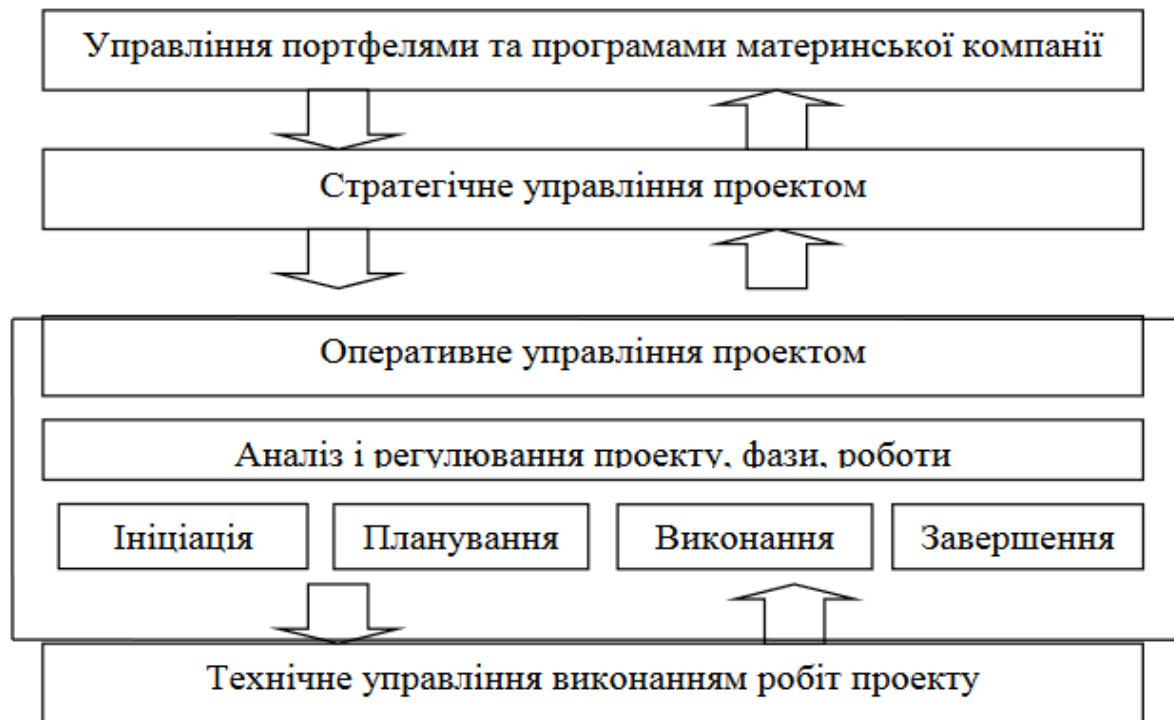 Управління портфелями та програмами материнської компанії
Стратегічне управління проектом
Оперативне управління проектом
Аналіз і регулювання проекту, фази, роботи
Ініціація
Планування
Виконання
Завершення
Технічне управління виконанням робіт проекту